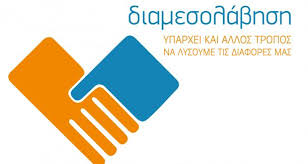 διαμεσολάβηση
ΥΠΑΡΧΕΙ ΚΑΙ ΑΛΛΟΣ ΤΡΟΠΟΣ
ΝΑ ΛΥΣΟΥΜΕ ΤΙΣ ΔΙΑΦΟΡΕΣ ΜΑΣ